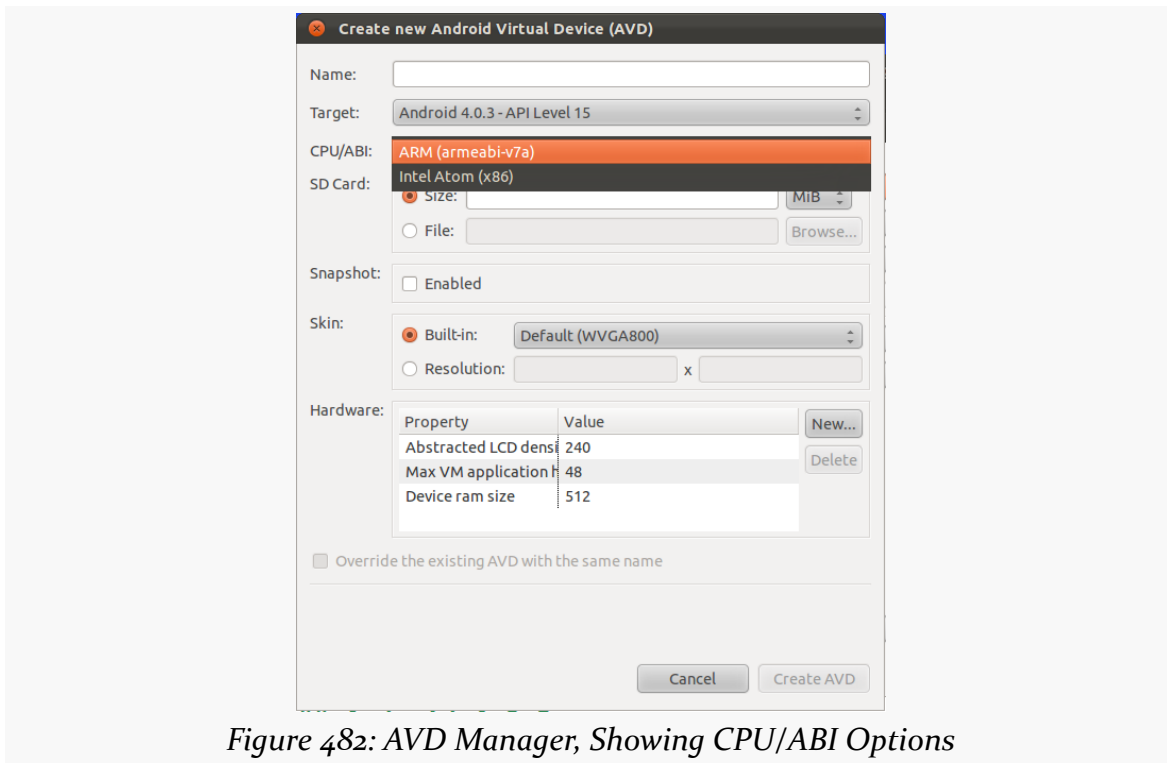 Create new Android Virtual Device (AVD)
Name:
Target: Android 4.0.3 - API Level 15
CPU/ABI: ARM (armeabi-v7a)
Intel Atom (x86)
SD Card:
Size: MiB
File: Browse...
Snapshot:
Enabled
Skin:
Built-in: Default (WVGA800)
Resolution: x
Hardware:
Property Value New...
Abstracted LCD densi 240
Delete
Max VM application h 48
Device ram size 512
Override the existing AVD with the same name
Cancel Create AVD
Figure 482: AVD Manager, Showing CPU/ABI Options